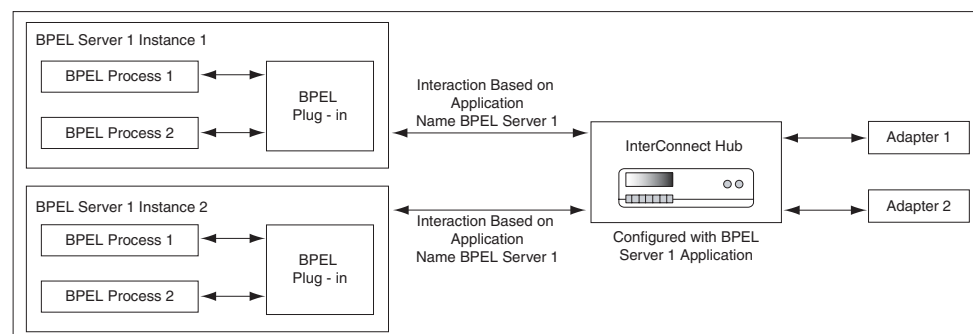 BPEL Server 1 Instance 1
BPEL Process 1
BPEL Process 2
BPEL
Plug - in
Interaction Based on
Application
Name BPEL Server 1
BPEL Server 1 Instance 2
BPEL Process 1
BPEL Process 2
BPEL
Plug - in
Interaction Based on
Application
Name BPEL Server 1
InterConnect Hub
Configured with BPEL
Server 1 Application
Adapter 1
Adapter 2